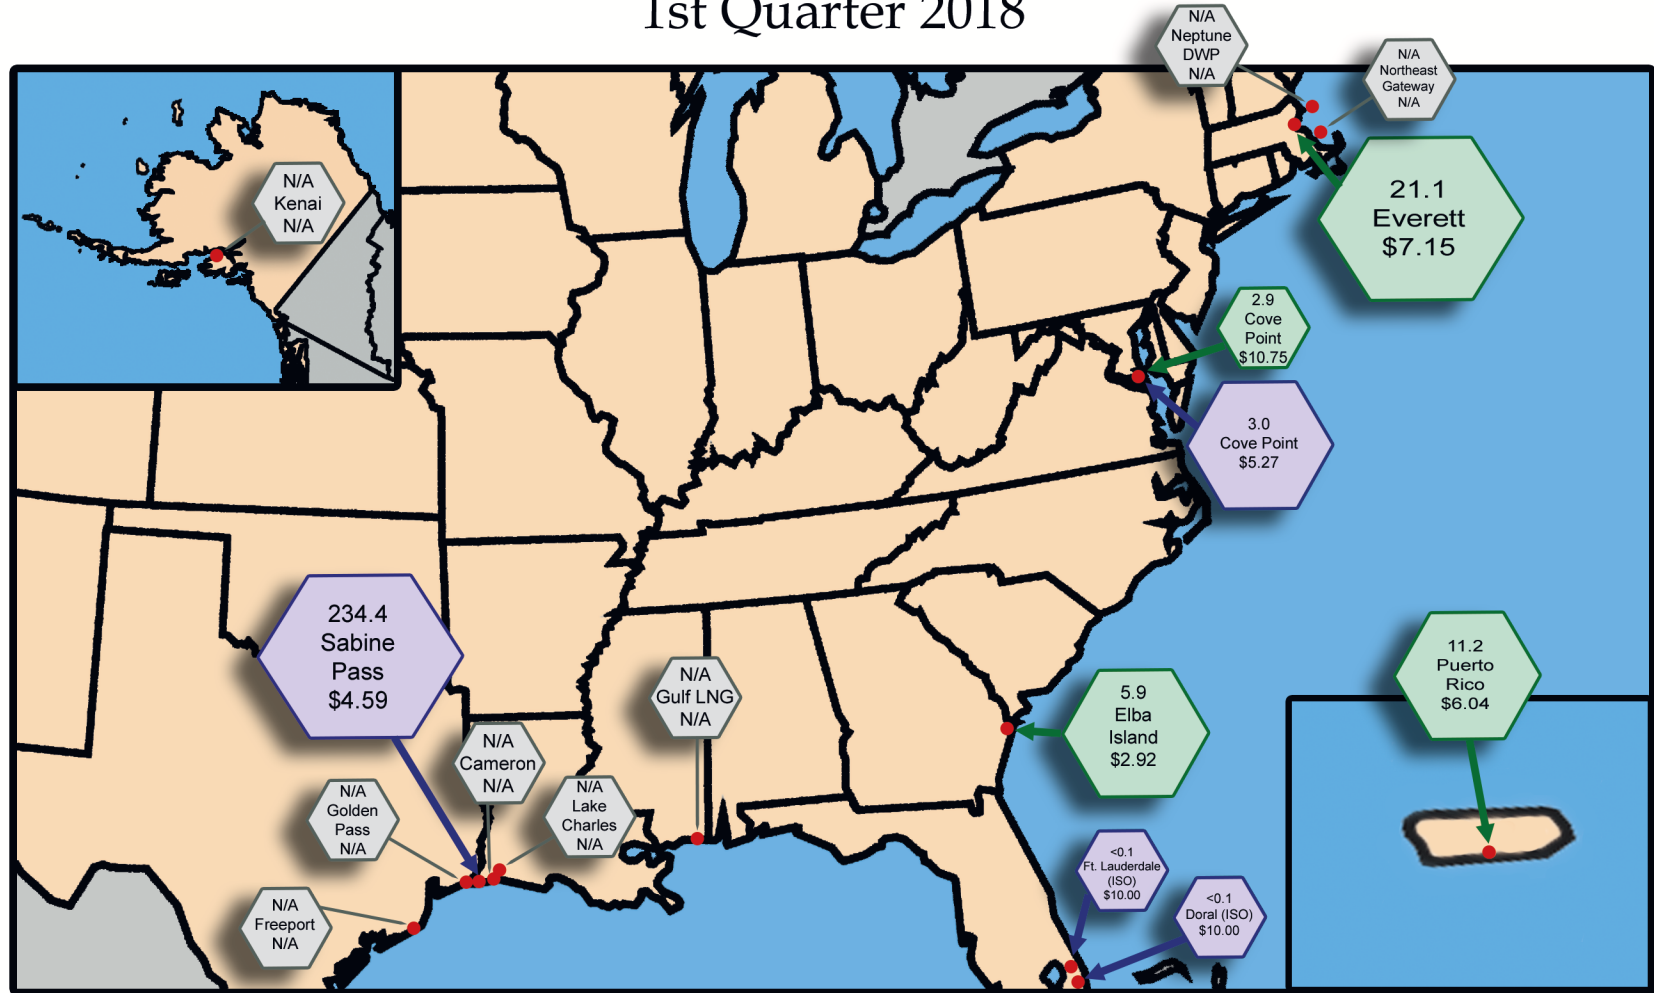 1st Quarter 2018
N/A
Neptune
DWP
N/A
N/A
Northeast
Gateway
N/A
N/A
Kenai
N/A
21.1
Everett
$7.15
2.9
Cove
Point
$10.75
3.0
Cove Point
$5.27
234.4
Sabine
Pass
$4.59
N/A
Gulf LNG
N/A
11.2
Puerto
Rico
$6.04
5.9
Elba
Island
$2.92
N/A
Cameron
N/A
N/A
Golden
Pass
N/A
N/A
Lake
Charles
N/A
<0.1
Ft. Lauderdale
(ISO)
$10.00
<0.1
Doral (ISO)
$10.00
N/A
Freeport
N/A